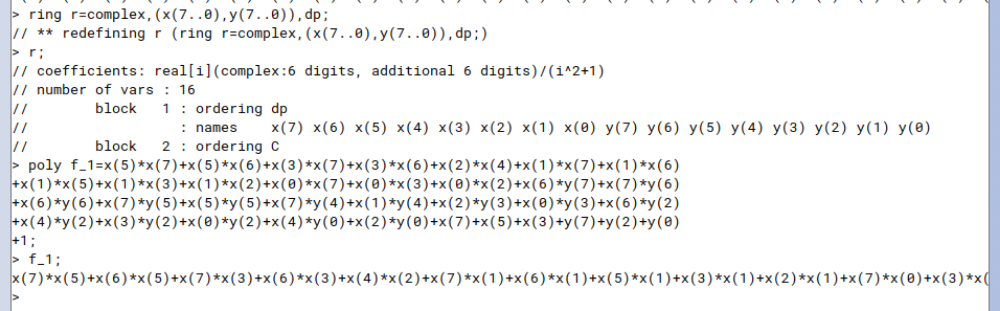 > ring r=complex,(x(7..0),y(7..0)),dp;
// ** redefining r (ring r=complex,(x(7..0),y(7..0)),dp;)
> r;
// coefficients: real[i](complex:6 digits, additional 6 digits)/(i^2+1)
// number of vars : 16
//        block   1 : ordering dp
//                  : names    x(7) x(6) x(5) x(4) x(3) x(2) x(1) x(0) y(7) y(6) y(5) y(4) y(3) y(2) y(1) y(0)
//        block   2 : ordering C
> poly f_1=x(5)*x(7)+x(5)*x(6)+x(3)*x(7)+x(3)*x(6)+x(2)*x(4)+x(1)*x(7)+x(1)*x(6)
+x(1)*x(5)+x(1)*x(3)+x(1)*x(2)+x(0)*x(7)+x(0)*x(3)+x(0)*x(2)+x(6)*y(7)+x(7)*y(6)
+x(6)*y(6)+x(7)*y(5)+x(5)*y(5)+x(7)*y(4)+x(1)*y(4)+x(2)*y(3)+x(0)*y(3)+x(6)*y(2)
+x(4)*y(2)+x(3)*y(2)+x(0)*y(2)+x(4)*y(0)+x(2)*y(0)+x(7)+x(5)+x(3)+y(7)+y(2)+y(0)
+1;
> f_1;
x(7)*x(5)+x(6)*x(5)+x(7)*x(3)+x(6)*x(3)+x(4)*x(2)+x(7)*x(1)+x(6)*x(1)+x(5)*x(1)+x(3)*x(1)+x(2)*x(1)+x(7)*x(0)+x(3)*x(
>